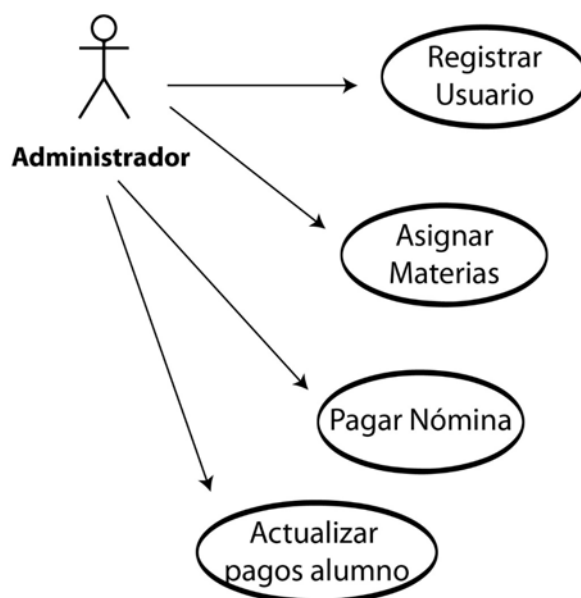 Registrar
Usuario
Administrador
Asignar
Materias
Pagar Nómina
Actualizar
pagos alumno